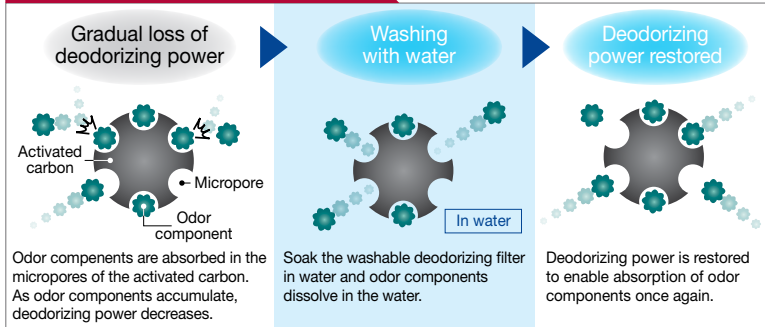 Gradual loss of
deodorizing power
Washing
with water
Deodorizing
power restored
Activated
carbon
Micropore
Odor
component
In water
Odor compenents are absorbed in the
micropores of the activated carbon.
As odor components accumulate,
deodorizing power decreases.
Soak the washable deodorizing filter
in water and odor components
dissolve in the water.
Deodorizing power is restored
to enable absorption of odor
components once again.